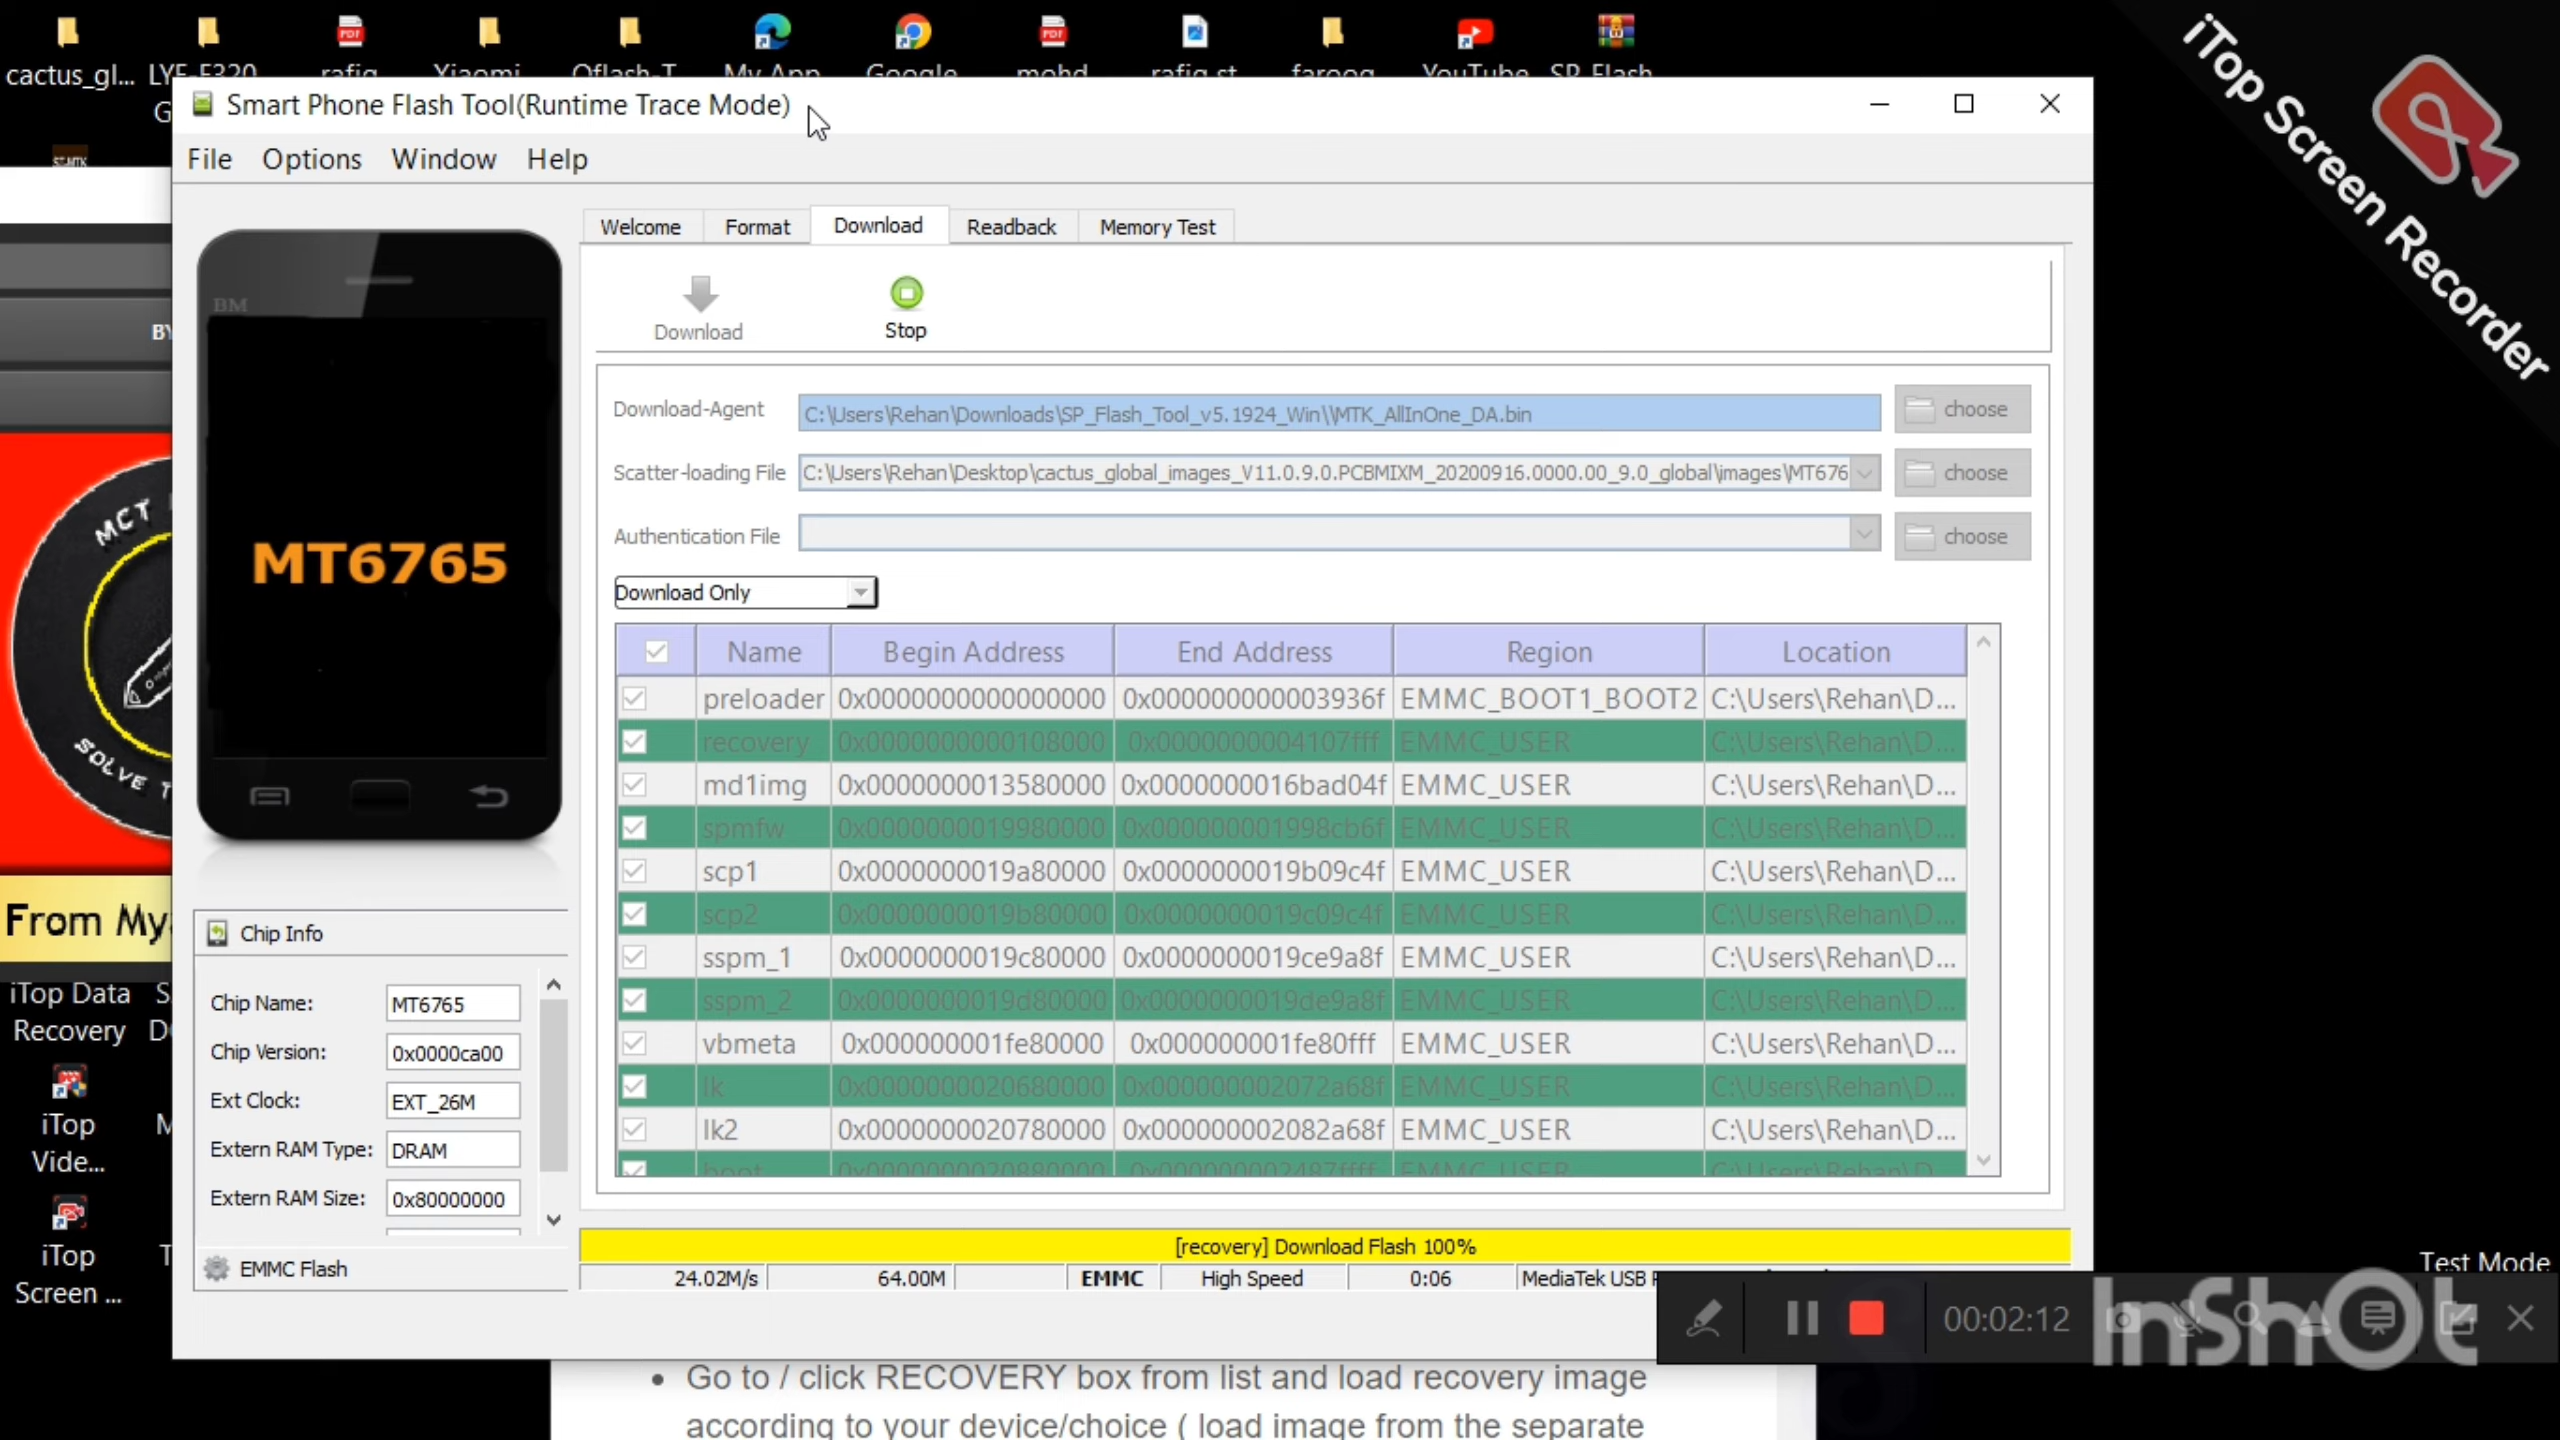 cactus_gl...
LYF-F320
rafiq
Xiaomi
Qflash-T
My App
Google
mohd
rafiq st
farooq
YouTube
SP_Flash
iTop Screen Recorder
Smart Phone Flash Tool(Runtime Trace Mode)
File Options Window Help
Welcome Format Download Readback Memory Test
Download Stop
BM
MT6765
Download-Agent C:\Users\Rehan\Downloads\SP_Flash_Tool_v5.1924_Win\\MTK_AllInOne_DA.bin choose
Scatter-loading File C:\Users\Rehan\Desktop\cactus_global_images_V11.0.9.0.PCBMIXM_20200916.0000.00_9.0_global\images\MT676 choose
Authentication File choose
Download Only
Name Begin Address End Address Region Location
preloader 0x0000000000000000 0x000000000003936f EMMC_BOOT1_BOOT2 C:\Users\Rehan\D...
recovery 0x0000000000108000 0x0000000004107fff EMMC_USER C:\Users\Rehan\D...
md1img 0x0000000013580000 0x0000000016bad04f EMMC_USER C:\Users\Rehan\D...
spmfw 0x0000000019980000 0x000000001998cb6f EMMC_USER C:\Users\Rehan\D...
scp1 0x0000000019a80000 0x0000000019b09c4f EMMC_USER C:\Users\Rehan\D...
scp2 0x0000000019b80000 0x0000000019c09c4f EMMC_USER C:\Users\Rehan\D...
sspm_1 0x0000000019c80000 0x0000000019ce9a8f EMMC_USER C:\Users\Rehan\D...
sspm_2 0x0000000019d80000 0x0000000019de9a8f EMMC_USER C:\Users\Rehan\D...
vbmeta 0x000000001fe80000 0x000000001fe80fff EMMC_USER C:\Users\Rehan\D...
lk 0x0000000020680000 0x000000002072a68f EMMC_USER C:\Users\Rehan\D...
lk2 0x0000000020780000 0x000000002082a68f EMMC_USER C:\Users\Rehan\D...
boot 0x0000000020880000 0x000000002487ffff EMMC_USER C:\Users\Rehan\D...
Chip Info
Chip Name: MT6765
Chip Version: 0x0000ca00
Ext Clock: EXT_26M
Extern RAM Type: DRAM
Extern RAM Size: 0x80000000
EMMC Flash
[recovery] Download Flash 100%
24.02M/s 64.00M EMMC High Speed 0:06 MediaTek USB
BY
MCT
SOLVE
From My
iTop Data
Recovery
iTop
Vide...
iTop
Screen ...
Test Mode
00:02:12
InShOt
• Go to / click RECOVERY box from list and load recovery image
according to your device/choice ( load image from the separate